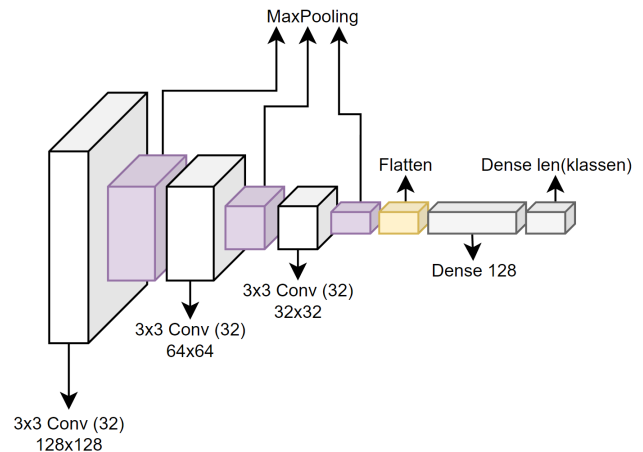 MaxPooling
Flatten
Dense len(klassen)
Dense 128
3x3 Conv (32)
32x32
3x3 Conv (32)
64x64
3x3 Conv (32)
128x128